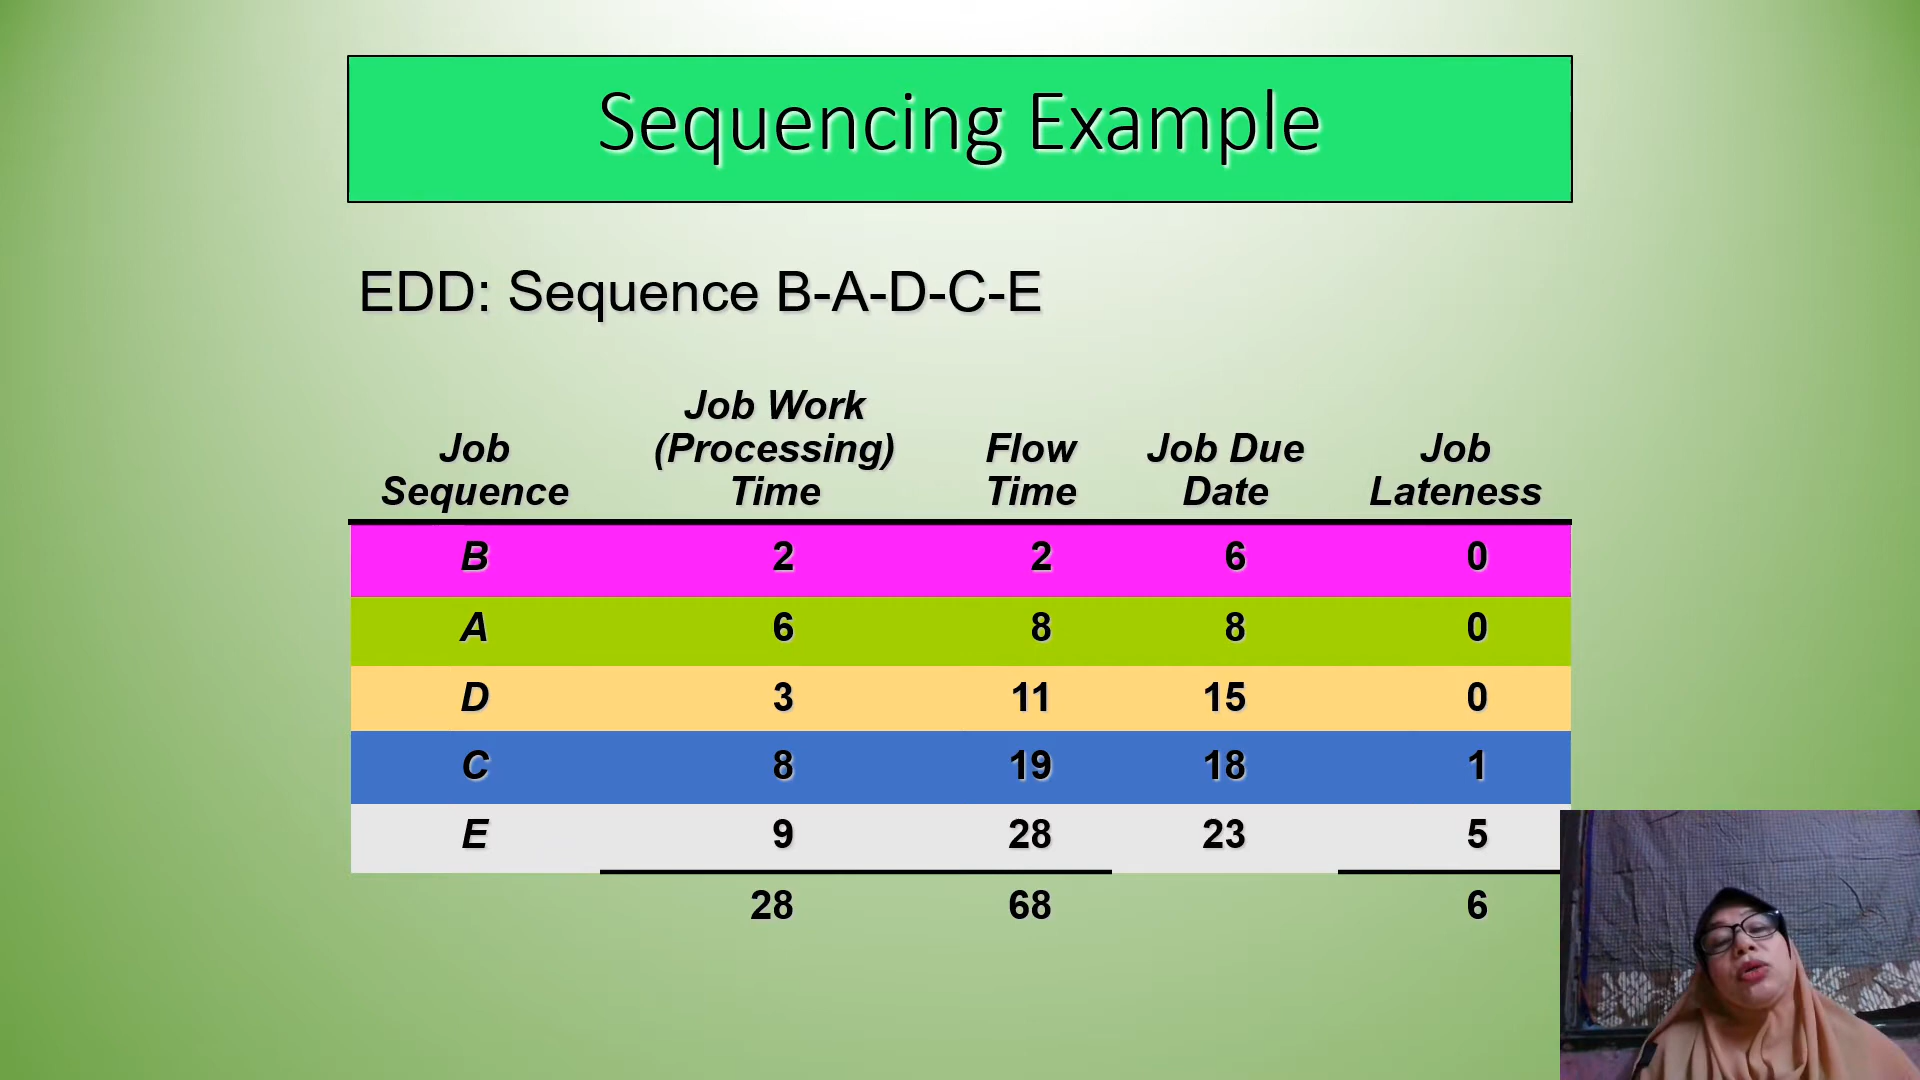 Sequencing Example
EDD: Sequence B-A-D-C-E
Job Sequence
Job Work (Processing) Time
Flow Time
Job Due Date
Job Lateness
B 2 2 6 0
A 6 8 8 0
D 3 11 15 0
C 8 19 18 1
E 9 28 23 5
28 68 6